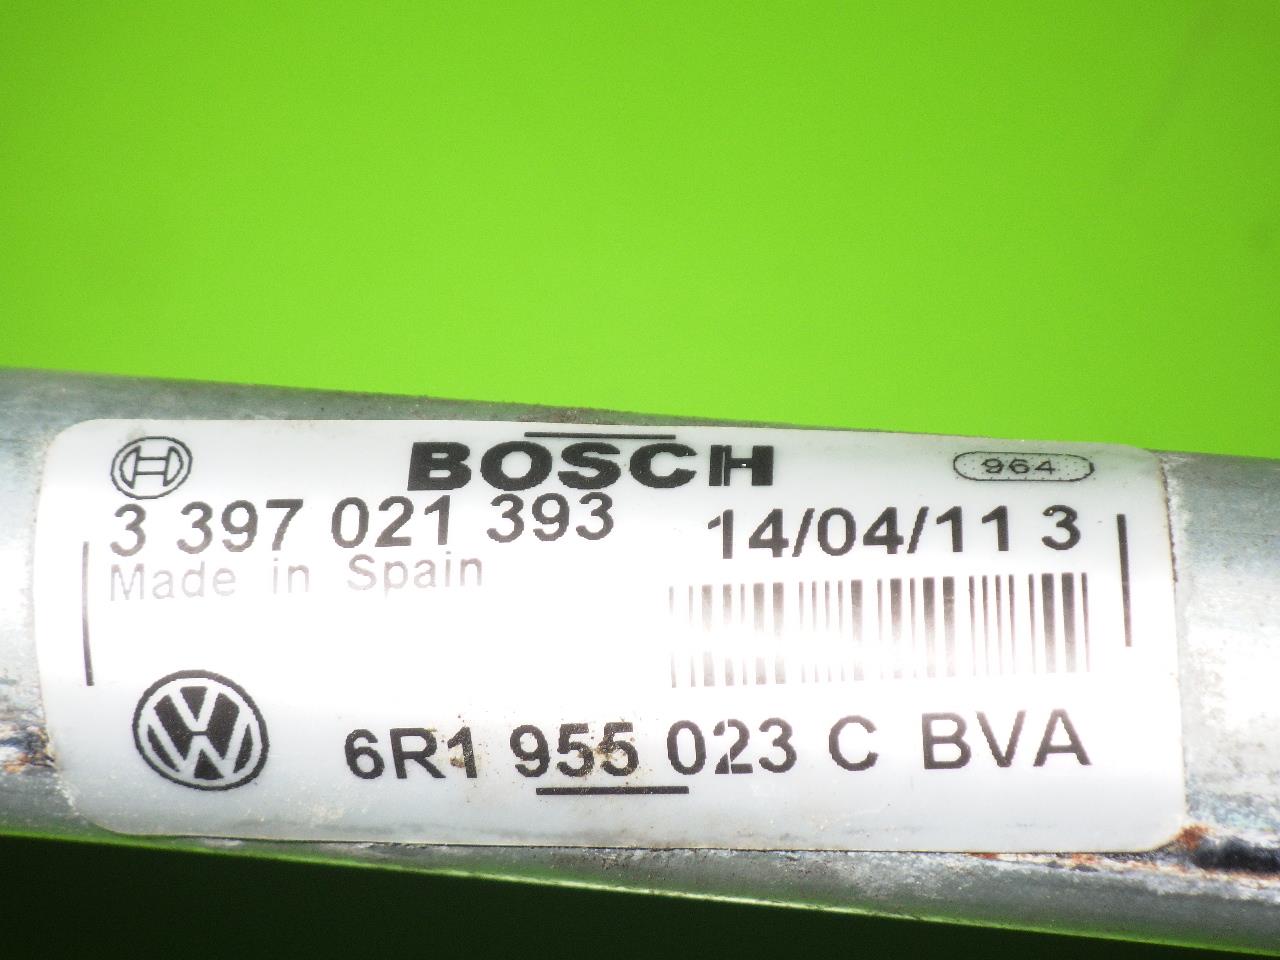 BOSCH
964
3 397 021 393
14/04/11 3
Made in Spain
6R1 955 023 C BVA